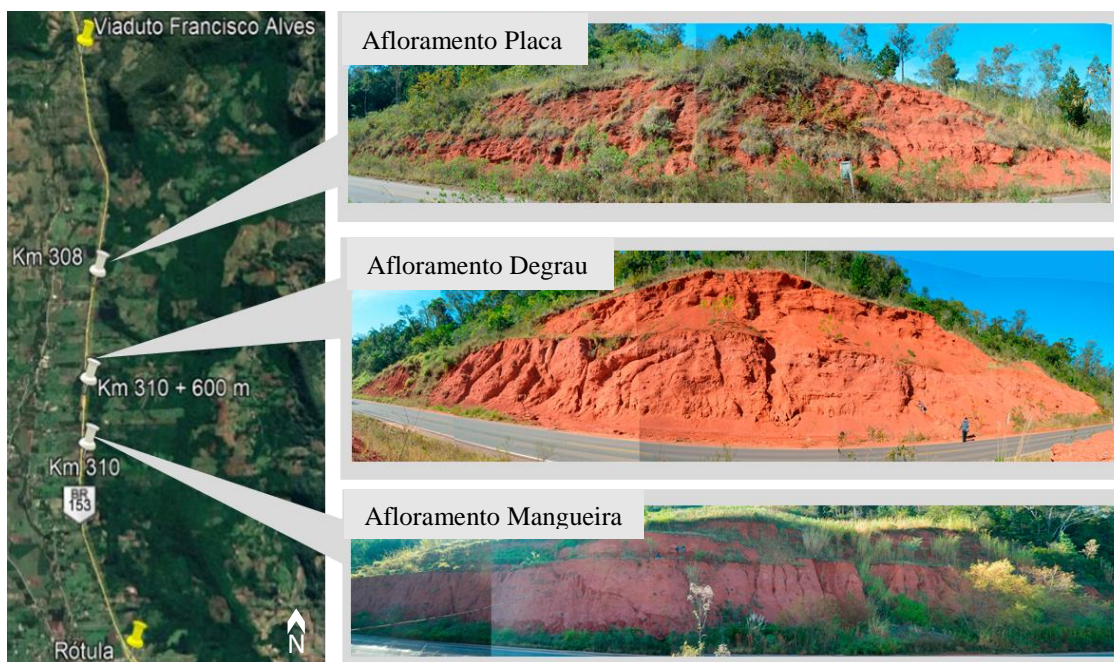 Viaduto Francisco Alves
Km 308
Km 310 + 600 m
Km 310
BR
153
Rótula
N
Afloramento Placa
Afloramento Degrau
Afloramento Mangueira